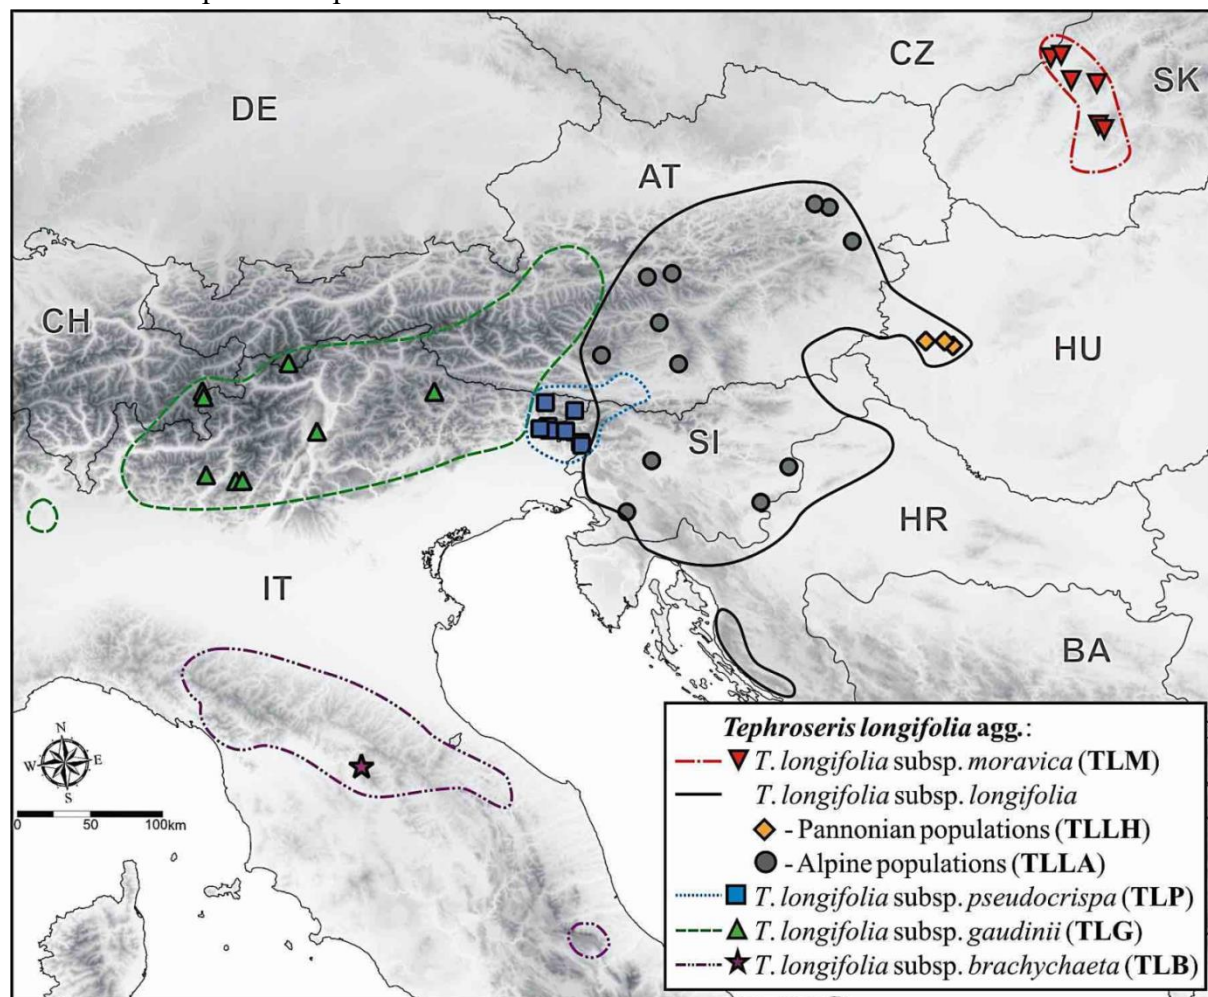 CZ
SK
DE
AT
CH
HU
SI
HR
IT
BA
N
W E
S
0 50 100km
Tephroseris longifolia agg.:
T. longifolia subsp. moravica (TLM)
T. longifolia subsp. longifolia
- Pannonian populations (TLLH)
- Alpine populations (TLLA)
T. longifolia subsp. pseudocrispa (TLP)
T. longifolia subsp. gaudinii (TLG)
T. longifolia subsp. brachychaeta (TLB)